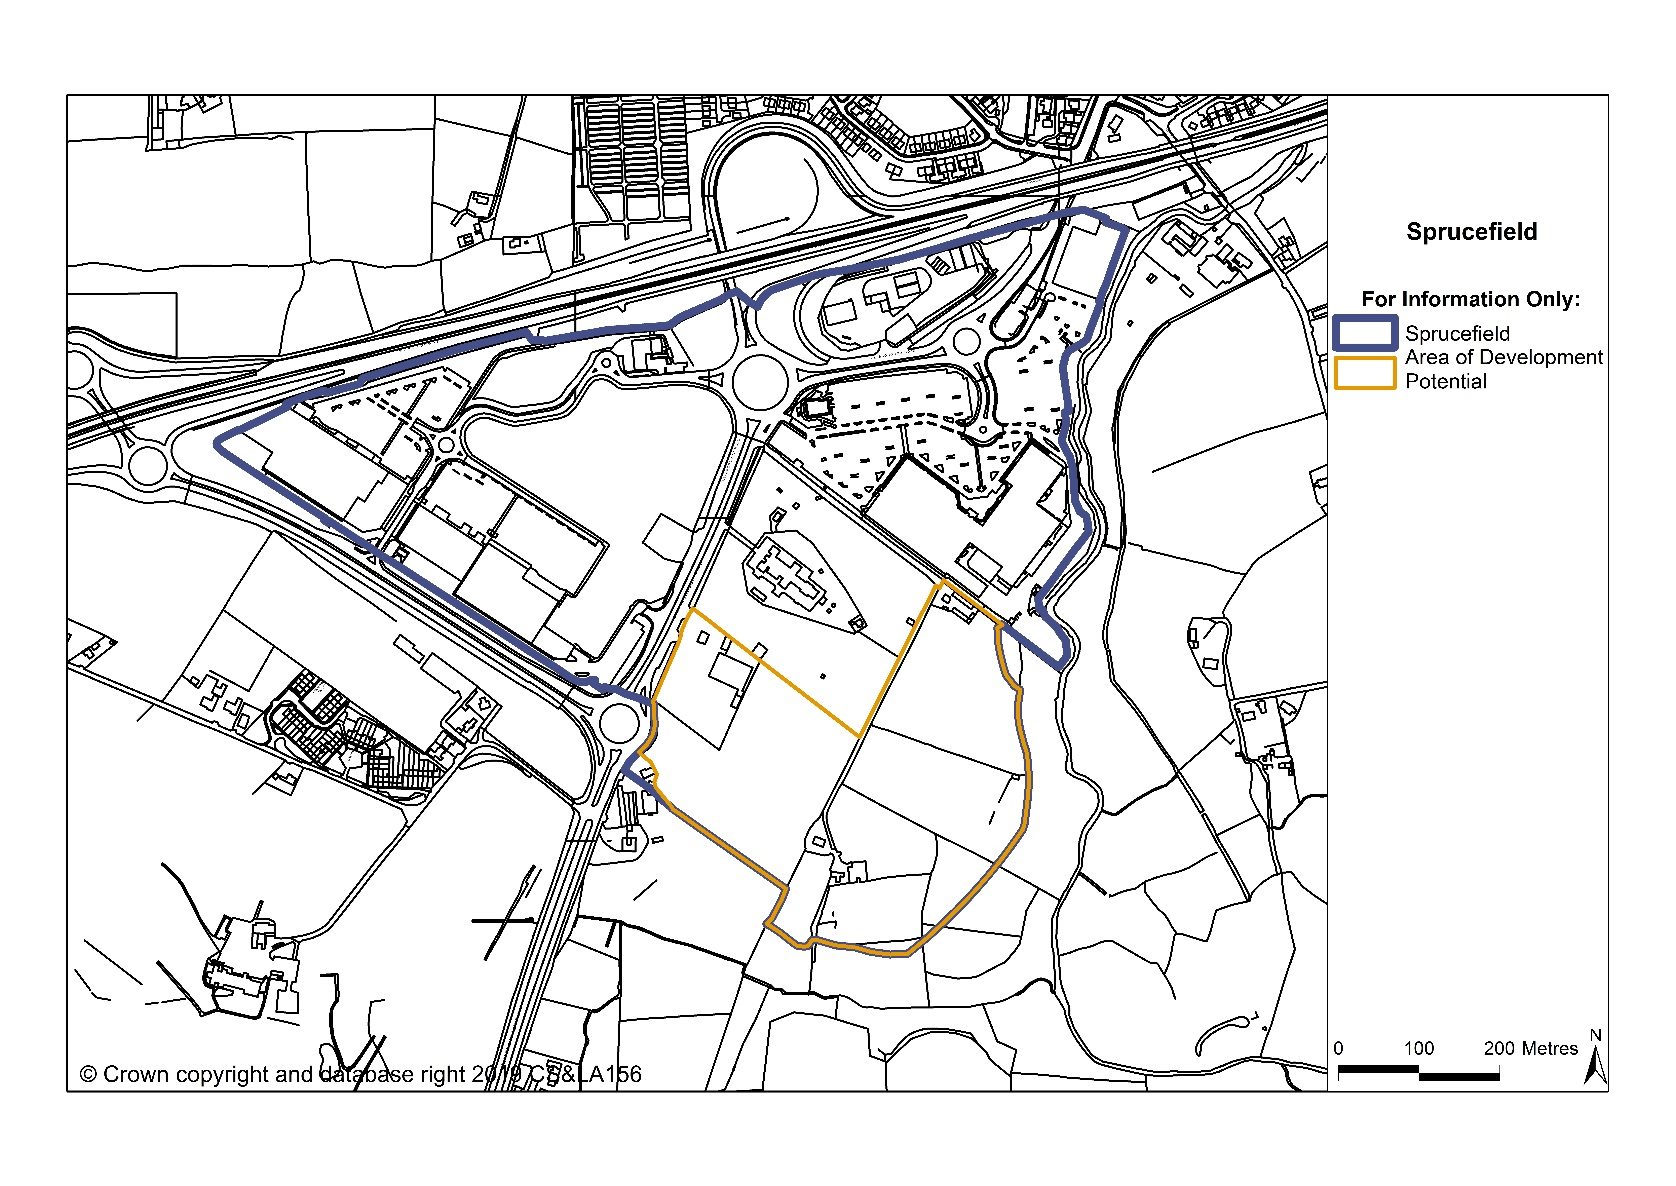 Sprucefield
For Information Only:
Sprucefield
Area of Development
Potential
0 100 200 Metres
N
© Crown copyright and database right 2019 CS&LA156